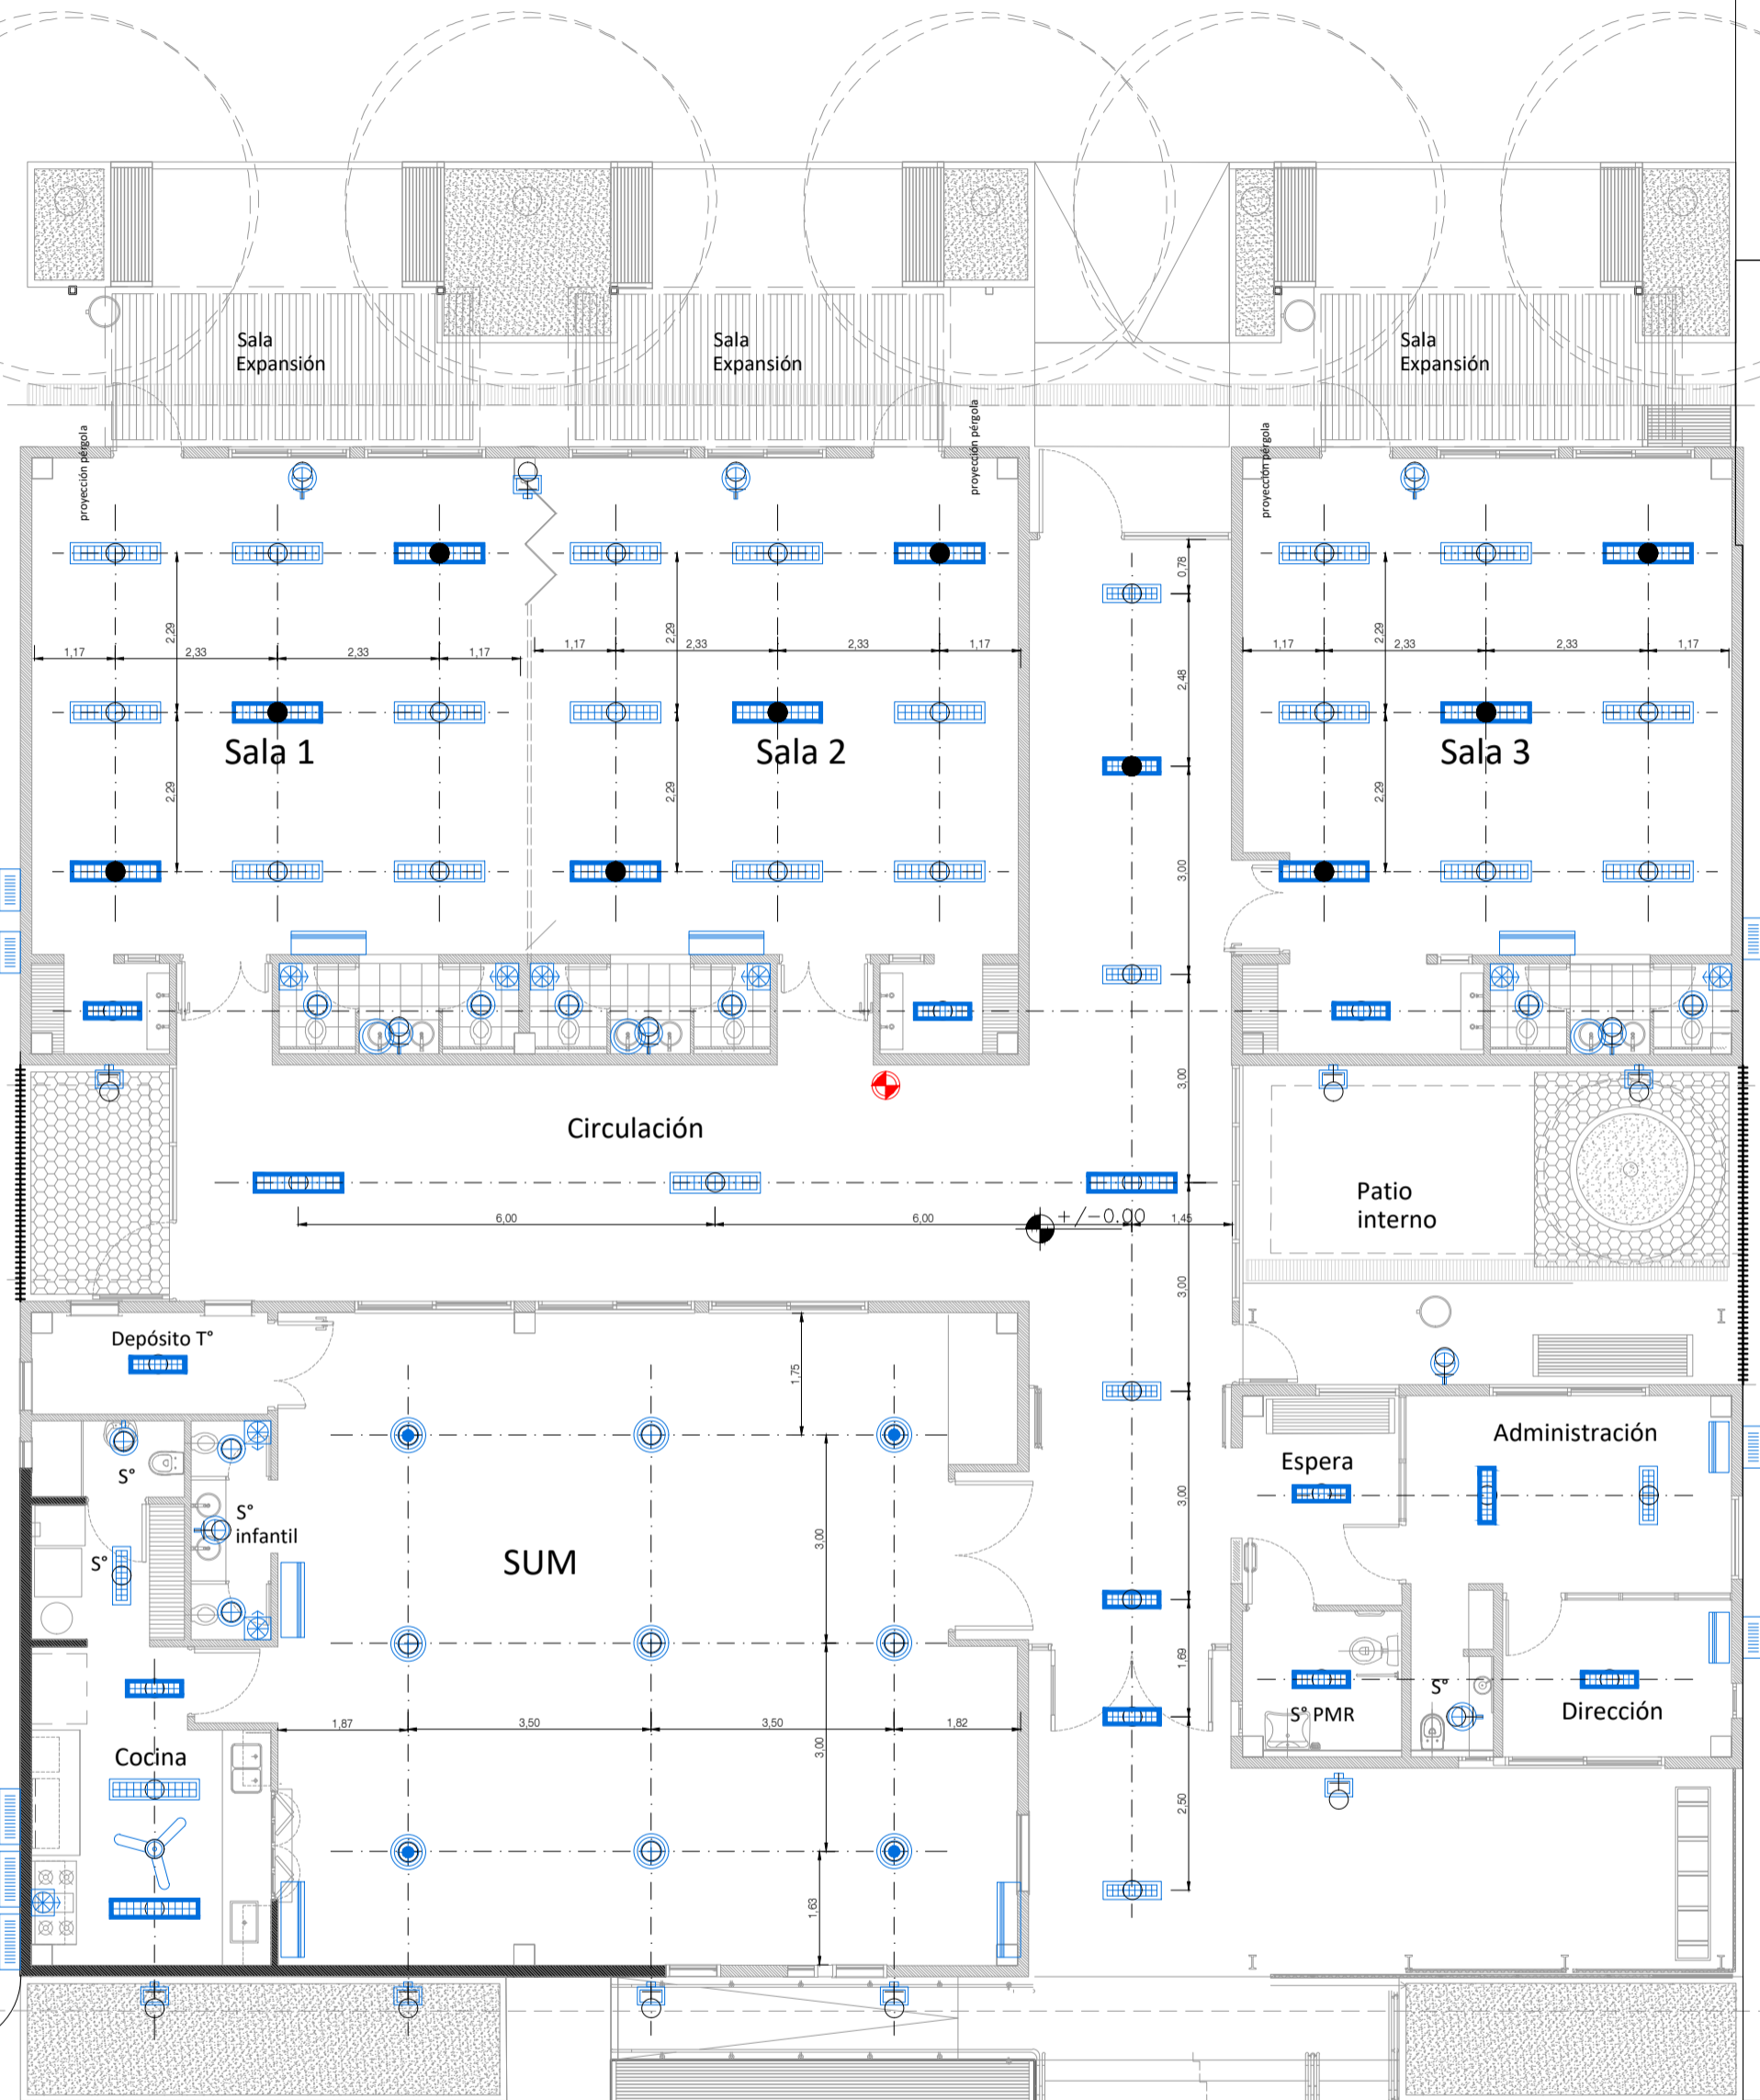 Sala
Expansión
Sala
Expansión
Sala
Expansión
proyección pérgola
proyección pérgola
proyección pérgola
0,78
2,29
2,29
2,29
1,17
2,33
2,33
1,17
1,17
2,33
2,33
1,17
1,17
2,33
2,33
1,17
2,48
Sala 1
Sala 2
Sala 3
2,29
2,29
2,29
3,00
3,00
Circulación
Patio
interno
6,00
6,00
+/-0.00
1,45
3,00
Depósito T°
1,75
Administración
Espera
S°
S°
infantil
3,00
3,00
SUM
S°
1,69
S°
S° PMR
Dirección
1,87
3,50
3,50
1,82
3,00
Cocina
2,50
1,63